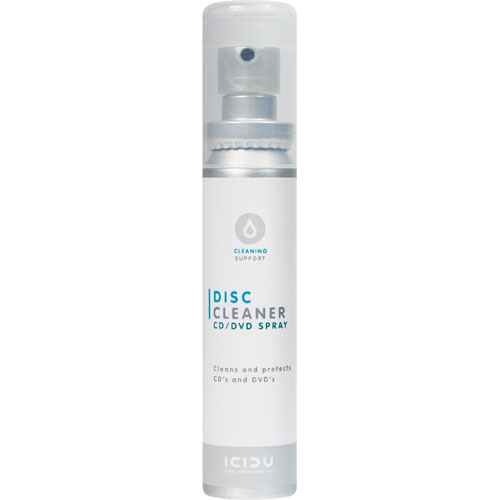 CLEANING
SUPPORT
DISC
CLEANER
CD/DVD SPRAY
Cleans and protects
CD's and DVD's
ICIDU